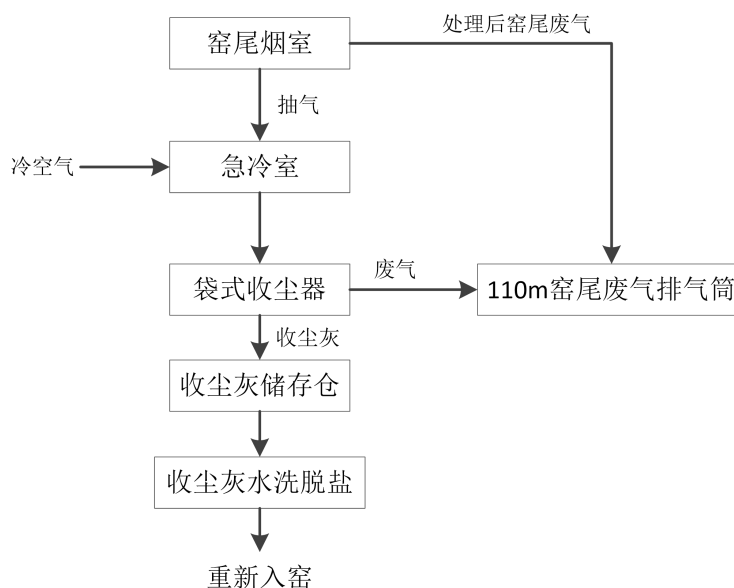 处理后窑尾废气
窑尾烟室
抽气
冷空气
急冷室
废气
袋式收尘器
110m窑尾废气排气筒
收尘灰
收尘灰储存仓
收尘灰水洗脱盐
重新入窑